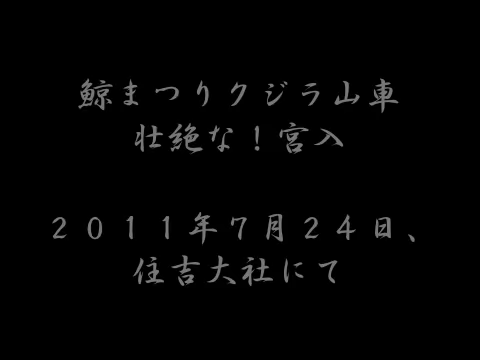 鯨まつりクジラ山車
壮絶な！宮入
２０１１年７月２４日、
住吉大社にて